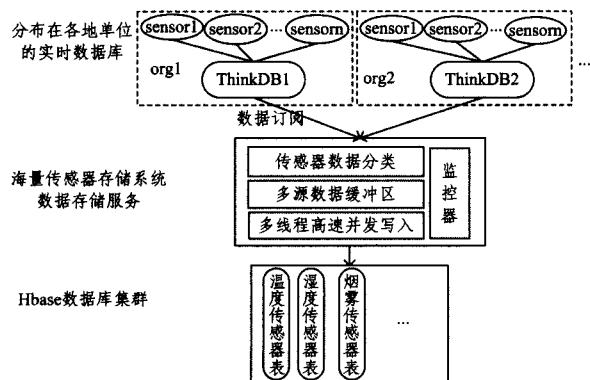 分布在各地单位的实时数据库
sensor1 sensor2 … sensorn
org1
ThinkDB1
sensor1 sensor2 … sensorn
org2
ThinkDB2
…
数据订阅
海量传感器存储系统
数据存储服务
传感器数据分类
多源数据缓冲区
多线程高速并发写入
监控器
Hbase数据库集群
温度传感器表
湿度传感器表
烟雾传感器表
…